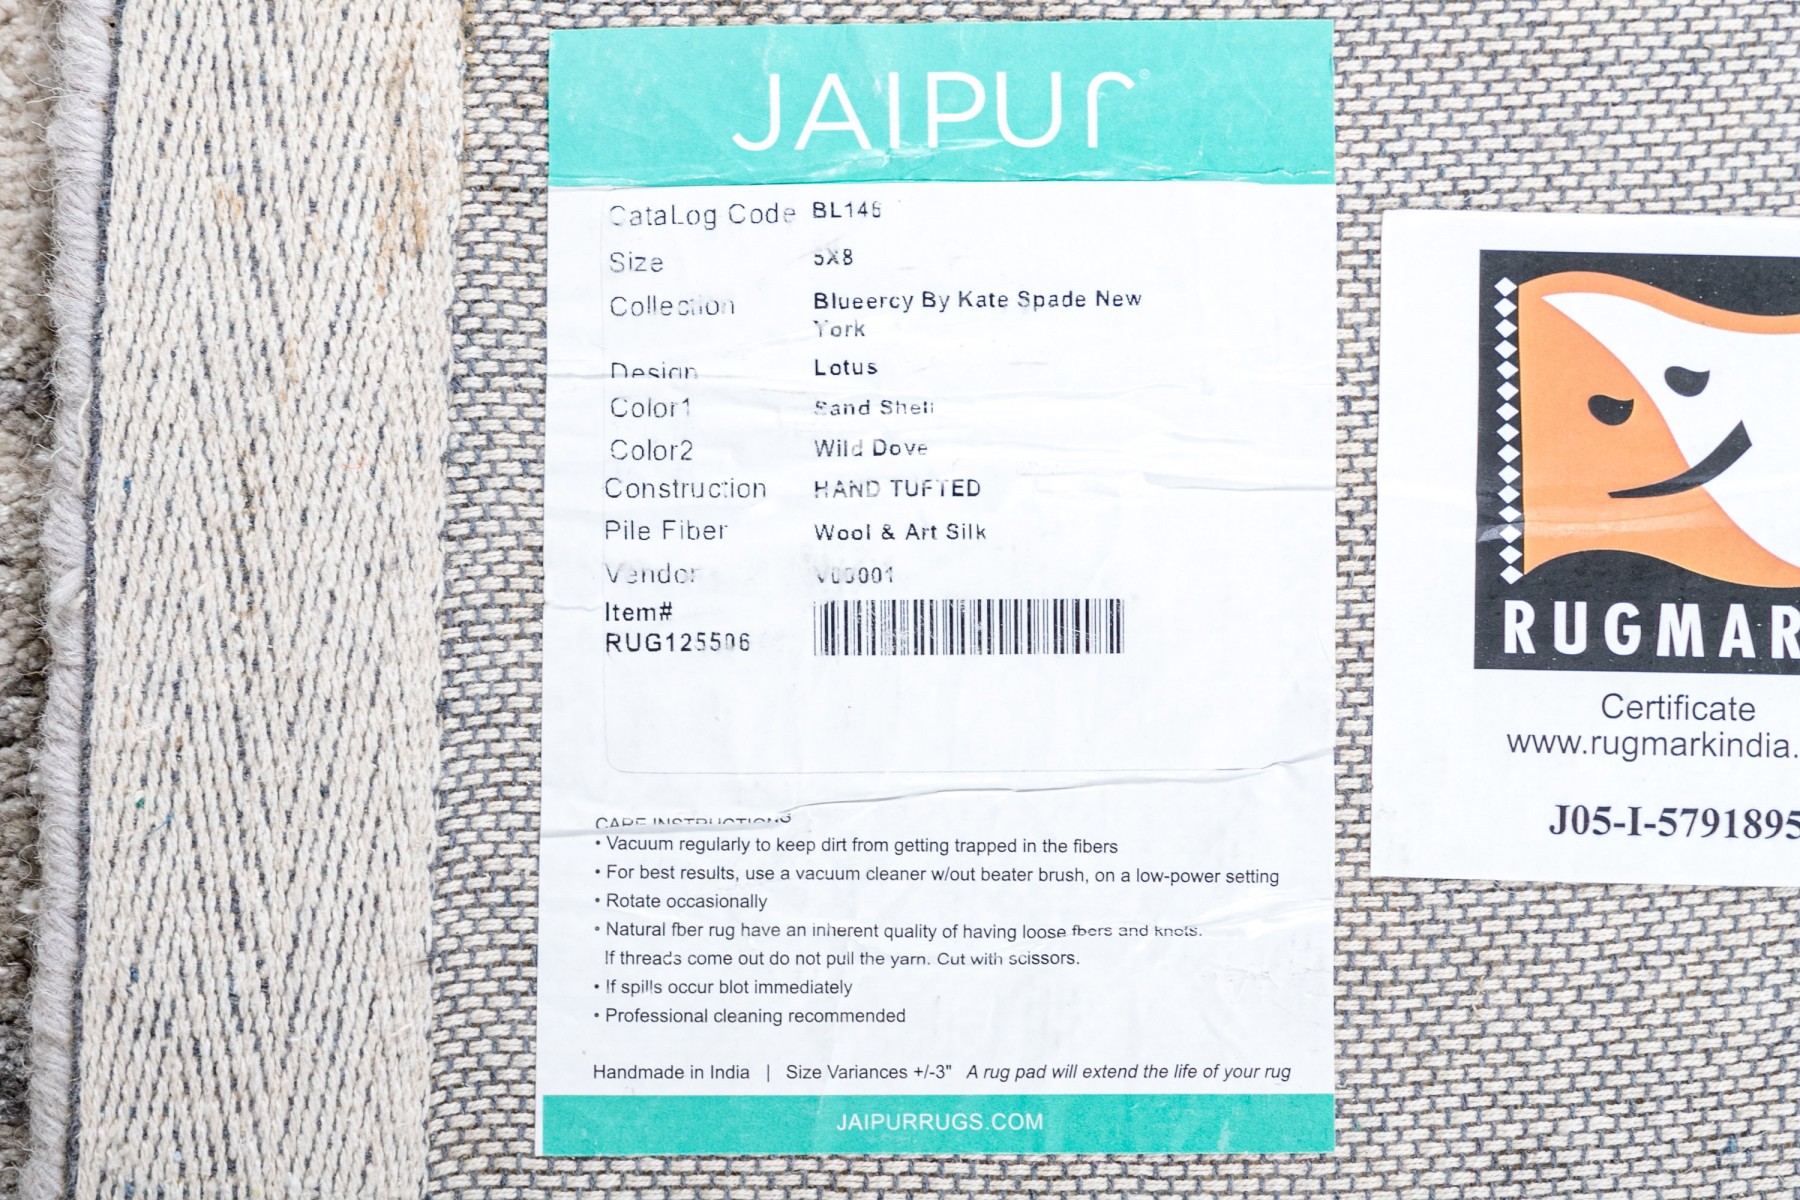 JAIPUR
CataLog Code BL146
Size 5X8
Collection Blueercy By Kate Spade New
York
Design Lotus
Color1 Sand Shell
Color2 Wild Dove
Construction HAND TUFTED
Pile Fiber Wool & Art Silk
Vendor V00001
Item#
RUG125506
CARE INSTRUCTIONS
• Vacuum regularly to keep dirt from getting trapped in the fibers
• For best results, use a vacuum cleaner w/out beater brush, on a low-power setting
• Rotate occasionally
• Natural fber rug have an inherent quality of having loose fbers and knots.
If threads come out do not pull the yarn. Cut with scissors.
• If spills occur blot immediately
• Professional cleaning recommended
Handmade in India | Size Variances +/-3" A rug pad will extend the life of your rug
JAIPURRUGS.COM
RUGMAR
Certificate
www.rugmarkindia.
J05-I-5791895